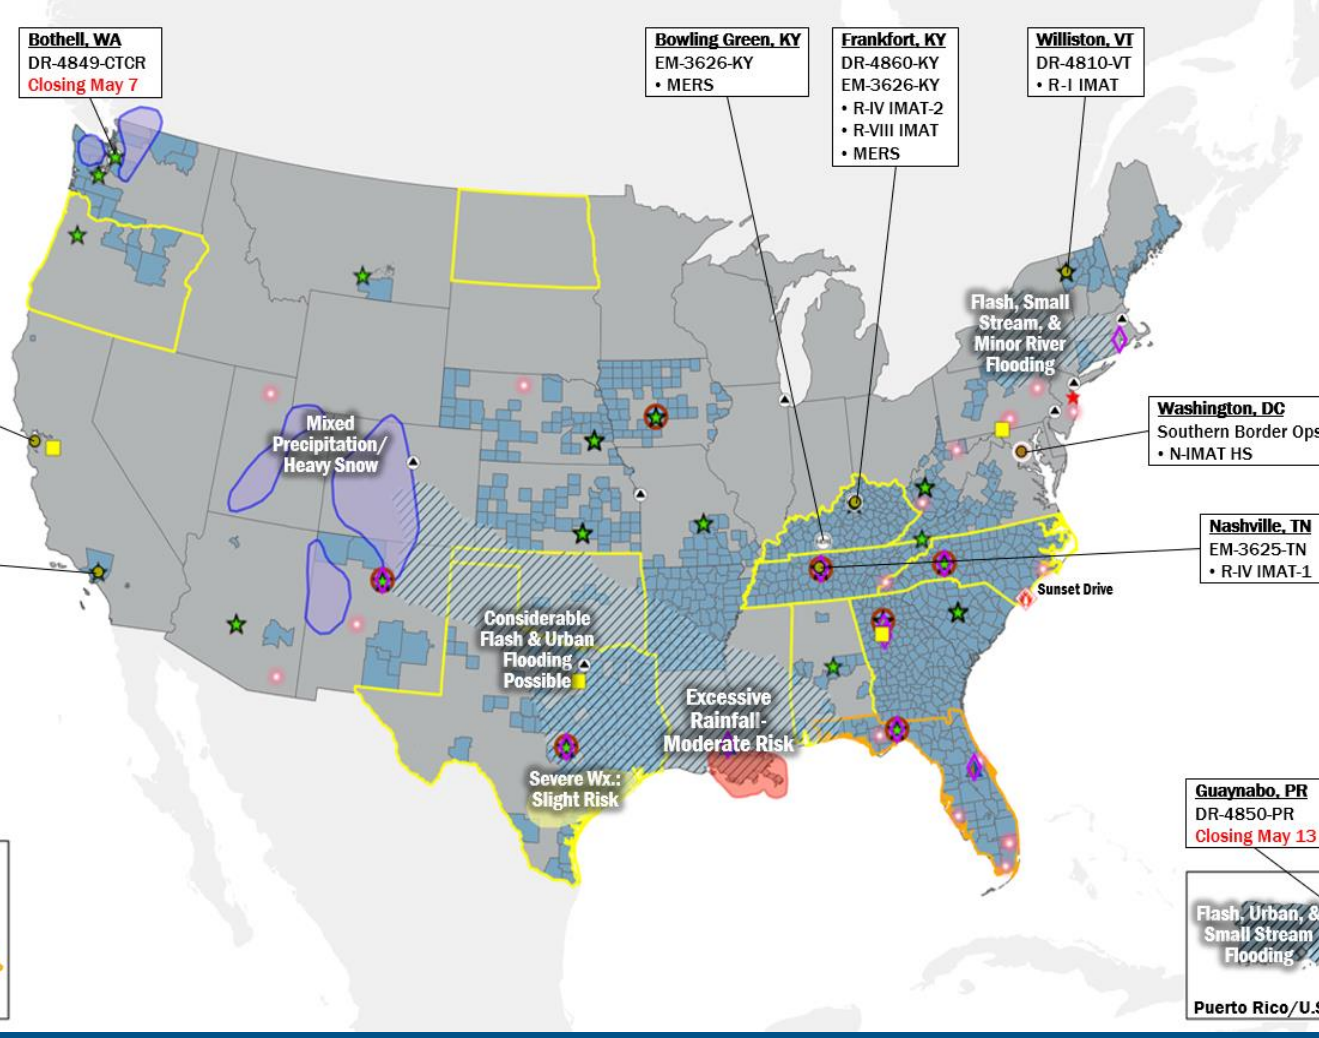 Bothell, WA
DR-4849-CTCR
Closing May 7
Bowling Green, KY
EM-3626-KY
• MERS
Frankfort, KY
DR-4860-KY
EM-3626-KY
• R-IV IMAT-2
• R-VIII IMAT
• MERS
Williston, VT
DR-4810-VT
• R-I IMAT
Flash, Small
Stream, &
Minor River
Flooding
Washington, DC
Southern Border Ops
• N-IMAT HS
Mixed
Precipitation/
Heavy Snow
Nashville, TN
EM-3625-TN
• R-IV IMAT-1
Sunset Drive
Considerable
Flash & Urban
Flooding
Possible
Excessive
Rainfall-
Moderate Risk
Severe Wx.:
Slight Risk
Guaynabo, PR
DR-4850-PR
Closing May 13
Flash, Urban, &
Small Stream
Flooding
Puerto Rico/U.S